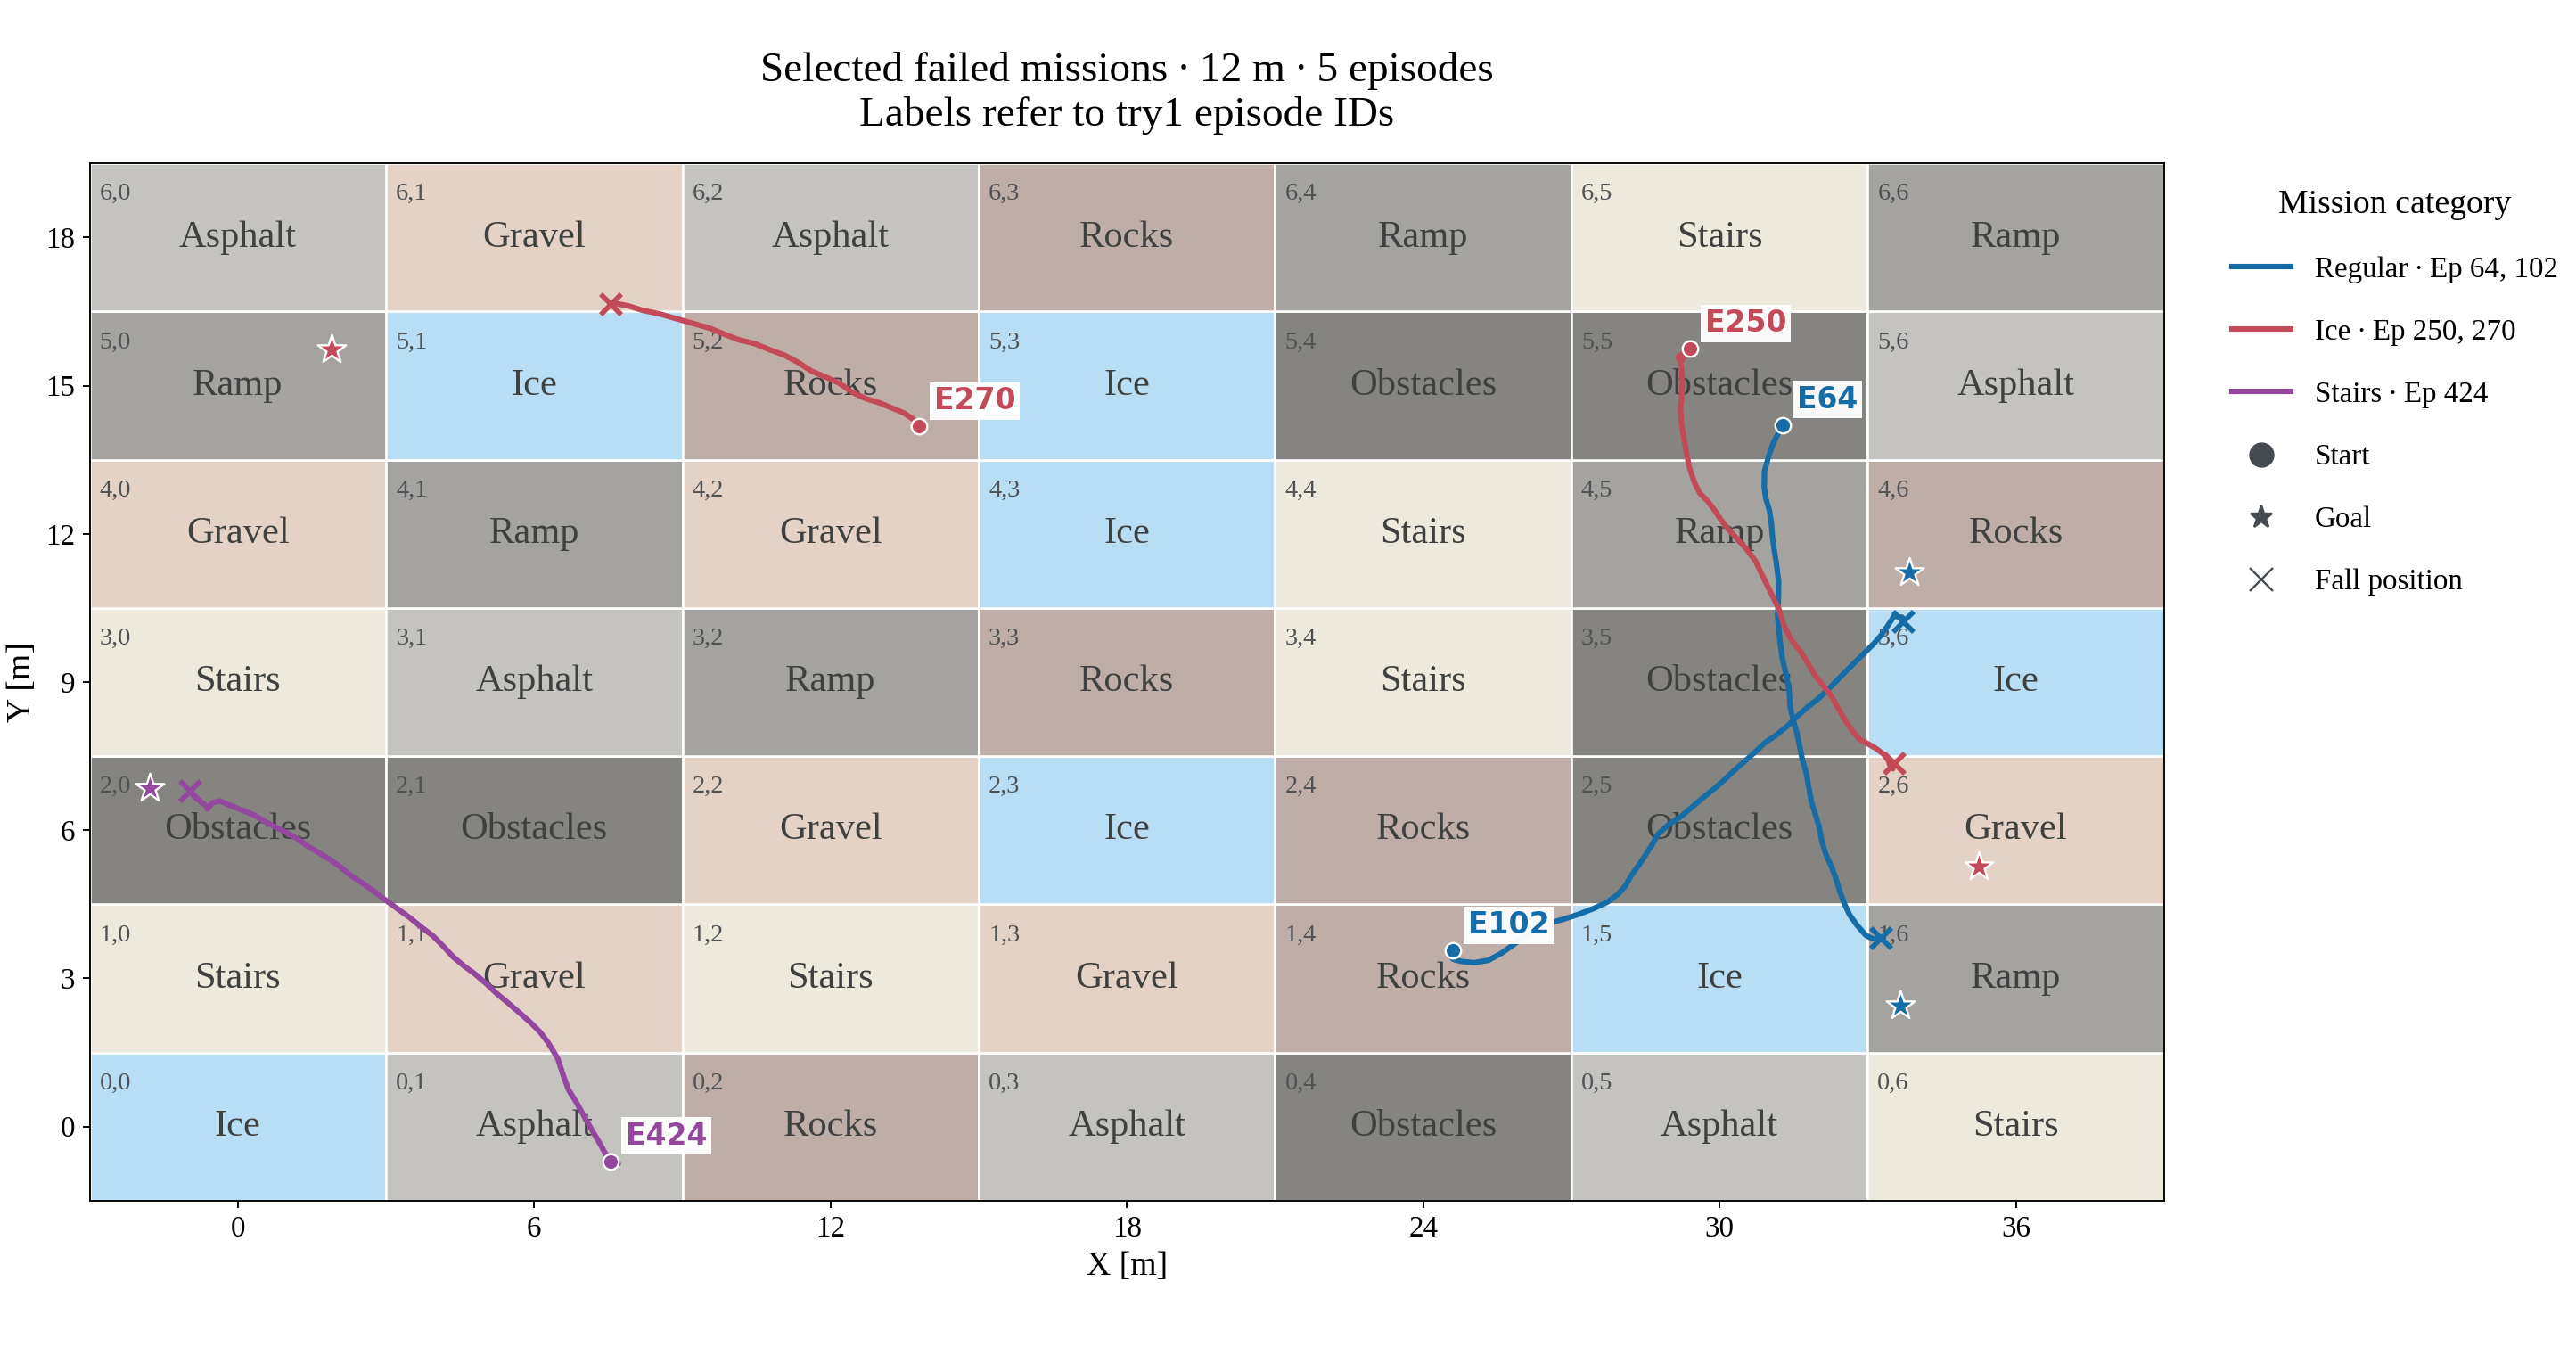 Selected failed missions · 12 m · 5 episodes
Labels refer to try1 episode IDs
Mission category
Regular · Ep 64, 102
Ice · Ep 250, 270
Stairs · Ep 424
Start
Goal
Fall position
Y [m]
18
15
12
9
6
3
0
6,0 6,1 6,2 6,3 6,4 6,5 6,6
Asphalt Gravel Asphalt Rocks Ramp Stairs Ramp
E250
5,0 5,1 5,2 5,3 5,4 5,5 5,6
Ramp Ice Rocks Ice Obstacles Obstacles Asphalt
E270 E64
4,0 4,1 4,2 4,3 4,4 4,5 4,6
Gravel Ramp Gravel Ice Stairs Ramp Rocks
3,0 3,1 3,2 3,3 3,4 3,5 3,6
Stairs Asphalt Ramp Rocks Stairs Obstacles Ice
2,0 2,1 2,2 2,3 2,4 2,5 2,6
Obstacles Obstacles Gravel Ice Rocks Obstacles Gravel
E102
1,0 1,1 1,2 1,3 1,4 1,5 1,6
Stairs Gravel Stairs Gravel Rocks Ice Ramp
0,0 0,1 0,2 0,3 0,4 0,5 0,6
Ice Asphalt Rocks Asphalt Obstacles Asphalt Stairs
E424
0 6 12 18 24 30 36
X [m]